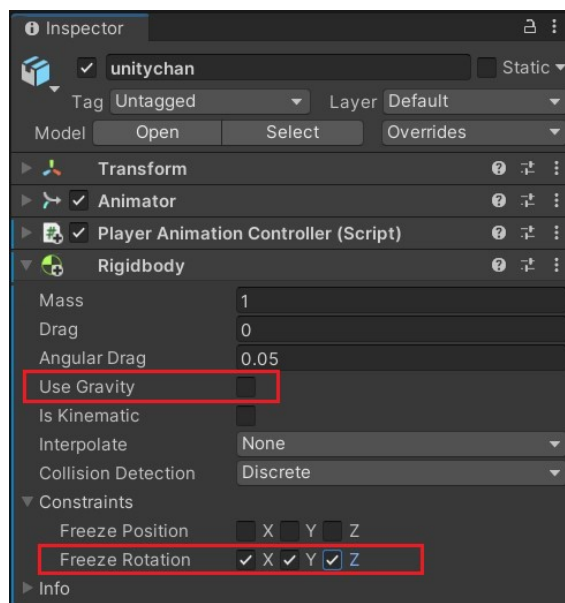 Inspector
unitychan Static
Tag Untagged Layer Default
Model Open Select Overrides
Transform
Animator
# Player Animation Controller (Script)
Rigidbody
Mass 1
Drag 0
Angular Drag 0.05
Use Gravity
Is Kinematic
Interpolate None
Collision Detection Discrete
Constraints
Freeze Position X Y Z
Freeze Rotation X Y Z
Info